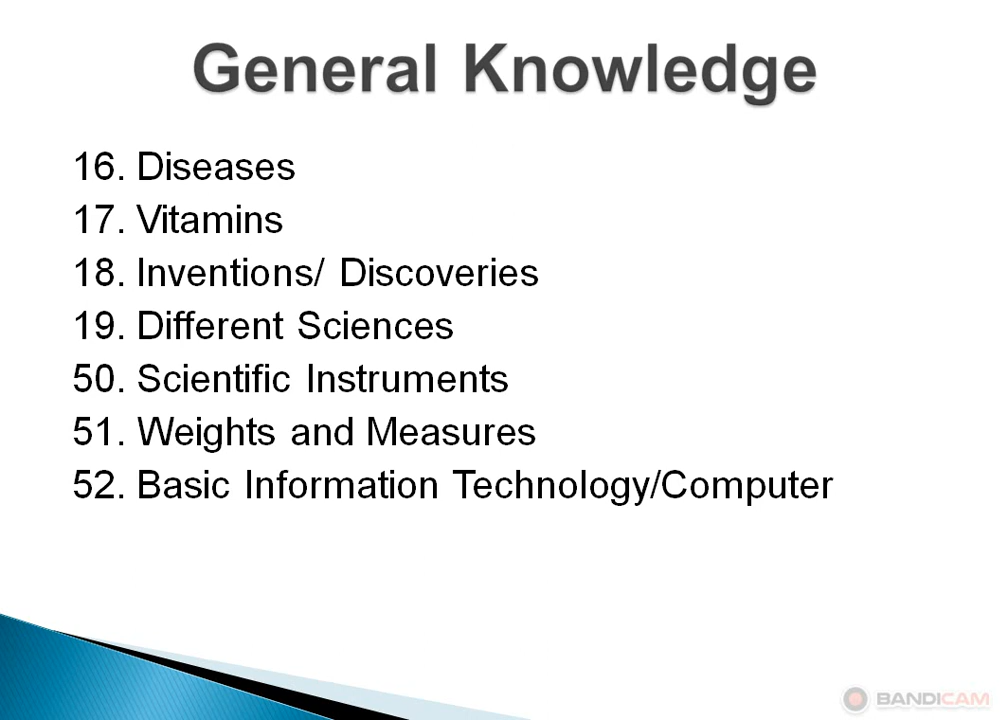 General Knowledge
16. Diseases
17. Vitamins
18. Inventions/ Discoveries
19. Different Sciences
50. Scientific Instruments
51. Weights and Measures
52. Basic Information Technology/Computer
BANDICAM